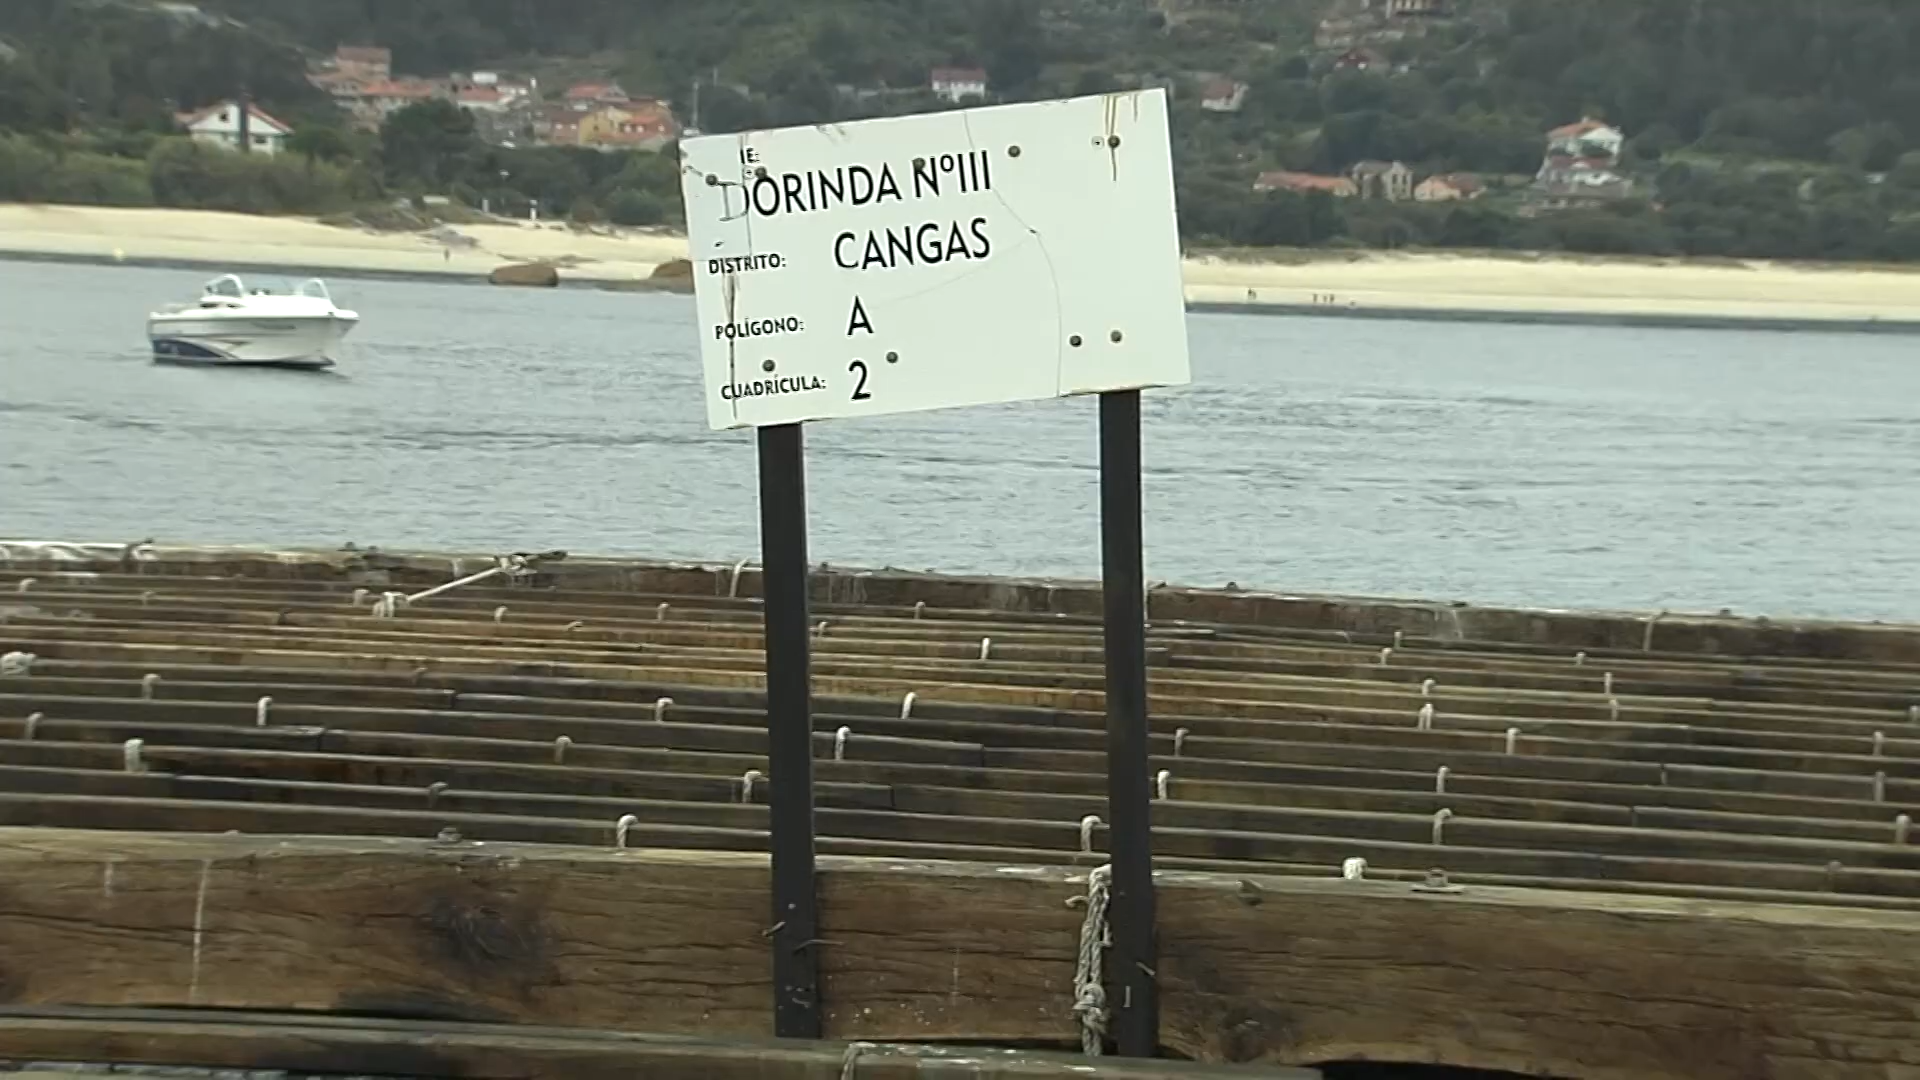 E:
DORINDA NºIII
DISTRITO: CANGAS
POLÍGONO: A
CUADRÍCULA: 2